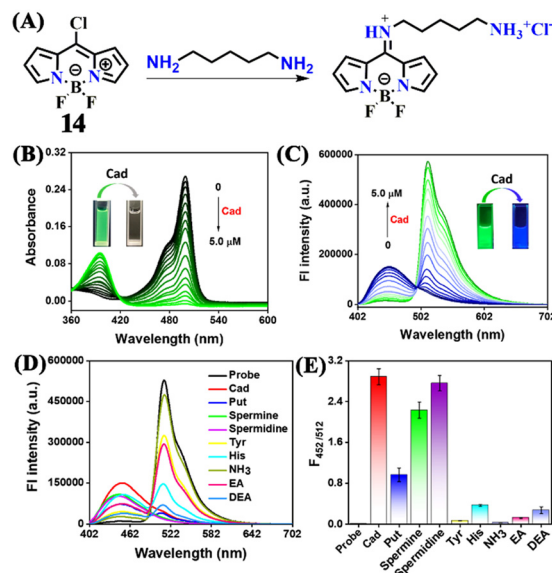 (A)
Cl
N
N
⊖
⊕
B
F
F
14
NH2
NH2
+
HN
NH3+Cl-
N
N
⊖
B
F
F
(B)
Cad
0
Cad
5.0 μM
Absorbance
0.32
0.24
0.16
0.08
0.00
360 420 480 540 600
Wavelength (nm)
(C)
5.0 μM
Cad
0
Cad
FI intensity (a.u.)
600000
400000
200000
0
402 502 602 702
Wavelength (nm)
(D)
Probe
Cad
Put
Spermine
Spermidine
Tyr
His
NH3
EA
DEA
FI intensity (a.u.)
600000
450000
300000
150000
0
402 462 522 582 642 702
Wavelength (nm)
(E)
F452/512
3.2
2.4
1.6
0.8
0.0
Probe Cad Put Spermine Spermidine Tyr His NH3 EA DEA